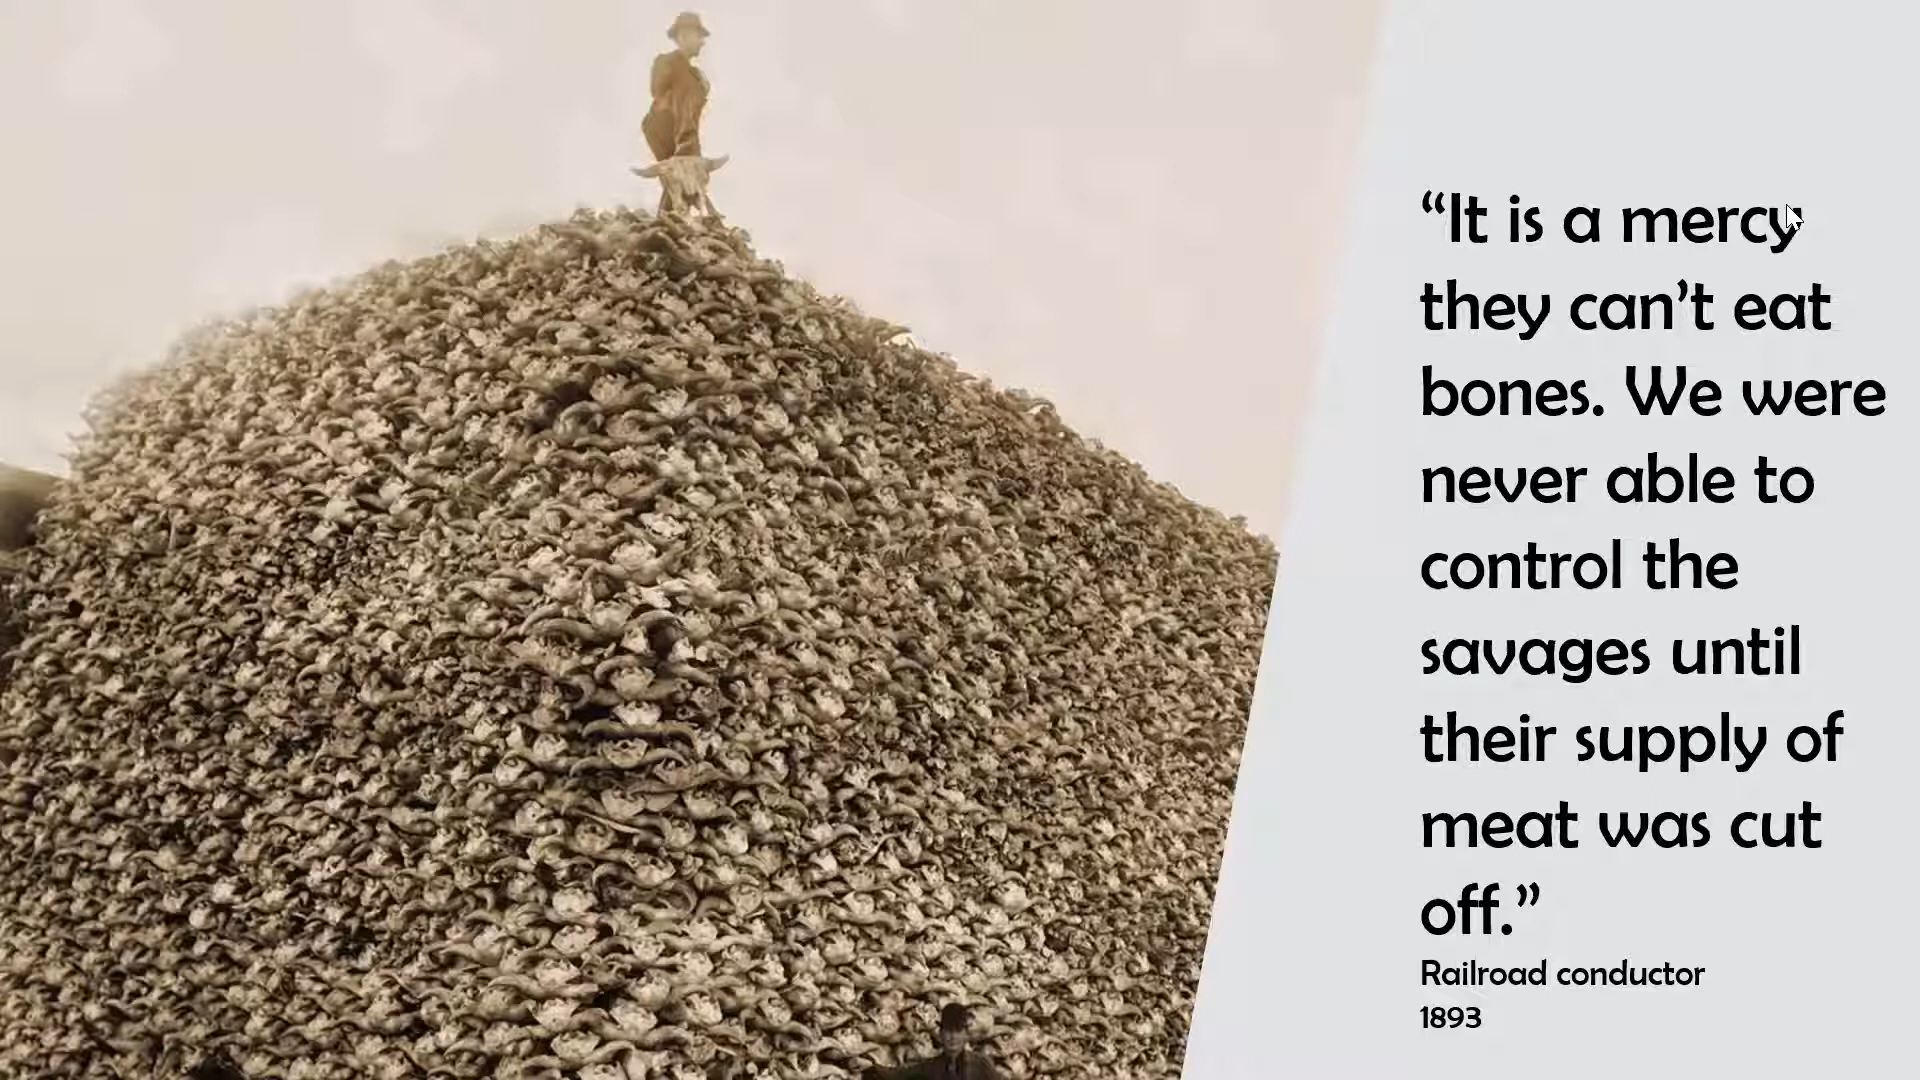 “It is a mercy
they can’t eat
bones. We were
never able to
control the
savages until
their supply of
meat was cut
off.”
Railroad conductor
1893